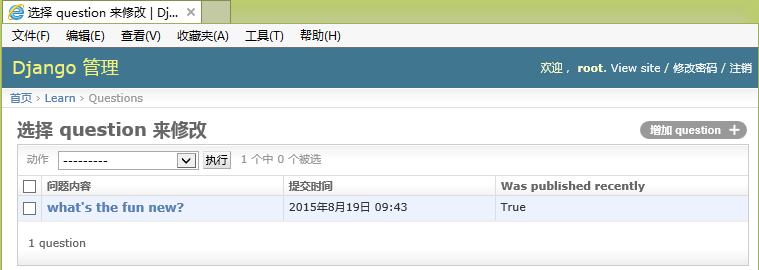 选择 question 来修改 | Dj...
文件(F) 编辑(E) 查看(V) 收藏夹(A) 工具(T) 帮助(H)
Django 管理 欢迎， root. View site / 修改密码 / 注销
首页 › Learn › Questions
选择 question 来修改 增加 question +
动作 --------- 执行 1 个中 0 个被选
问题内容 提交时间 Was published recently
what's the fun new? 2015年8月19日 09:43 True
1 question